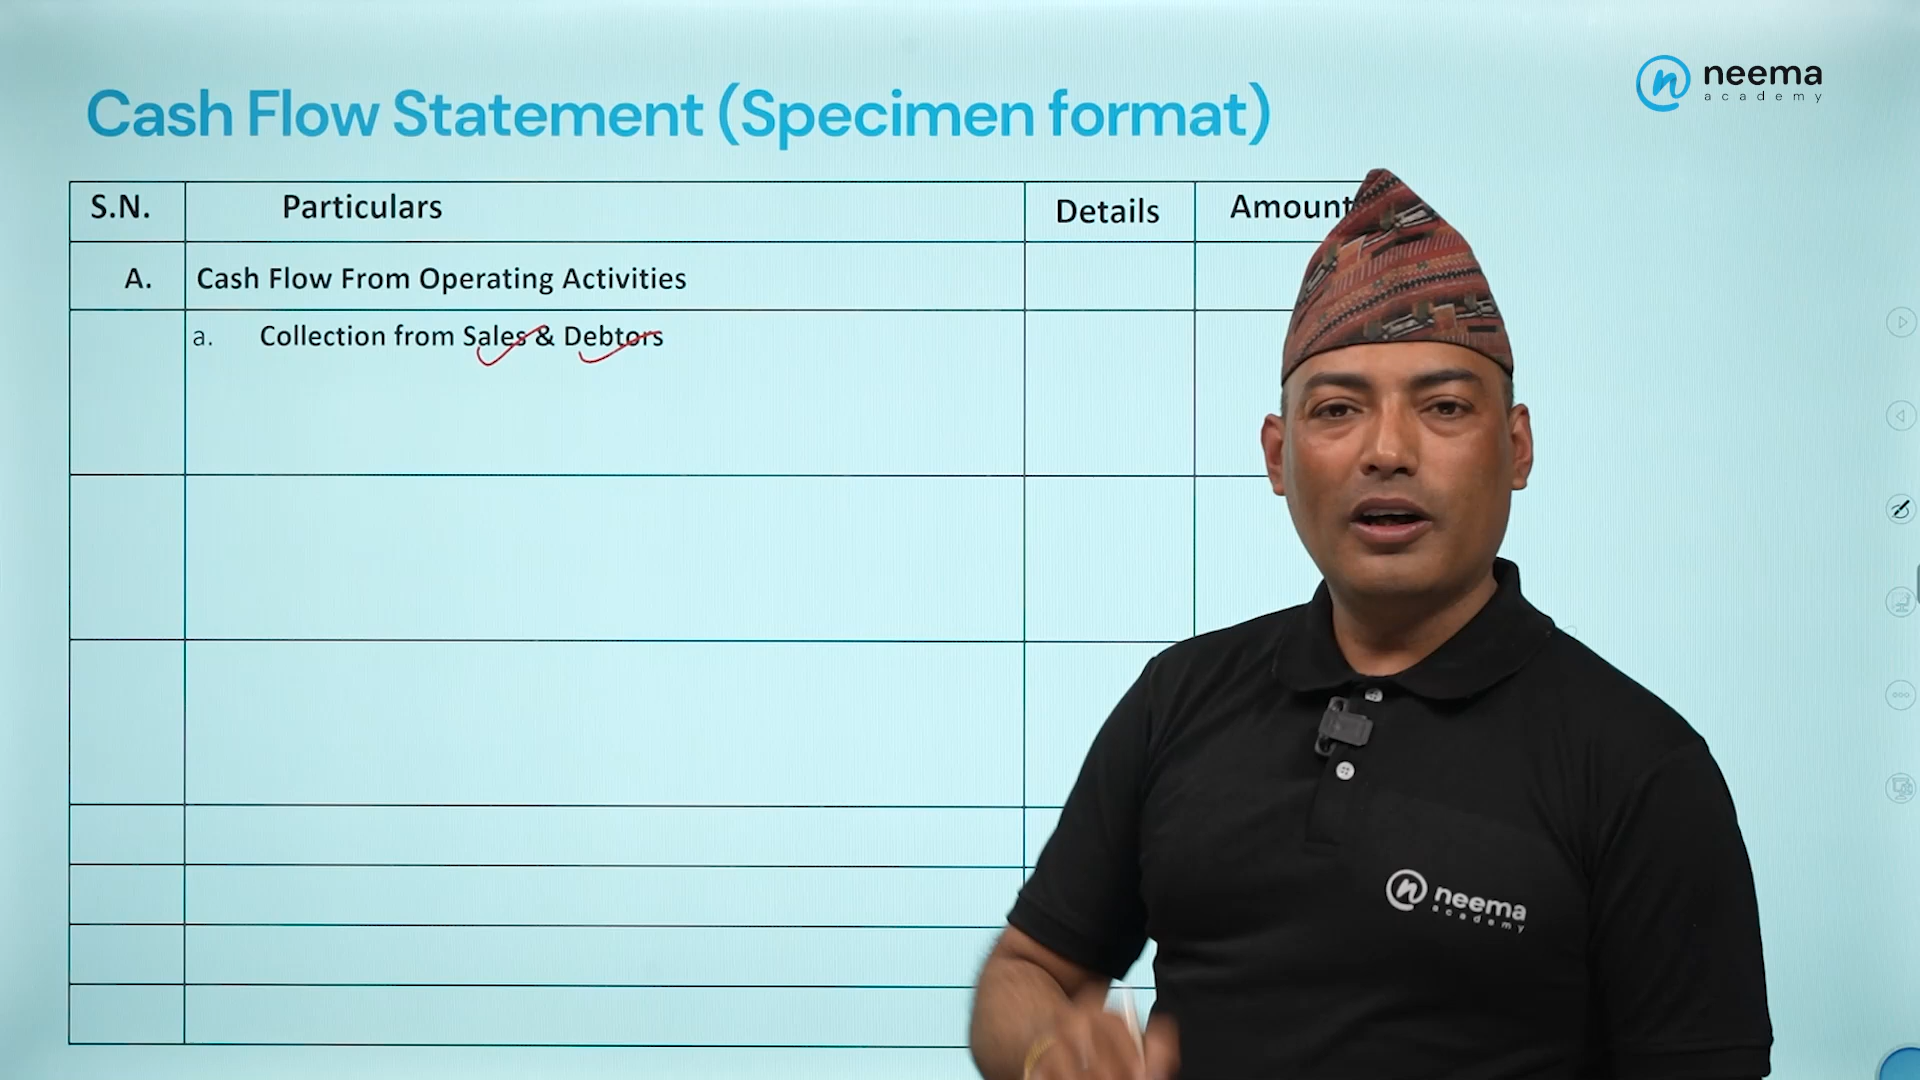 Cash Flow Statement (Specimen format)
neema
academy
S.N. Particulars Details Amount
A. Cash Flow From Operating Activities
a. Collection from Sales & Debtors
neema
academy